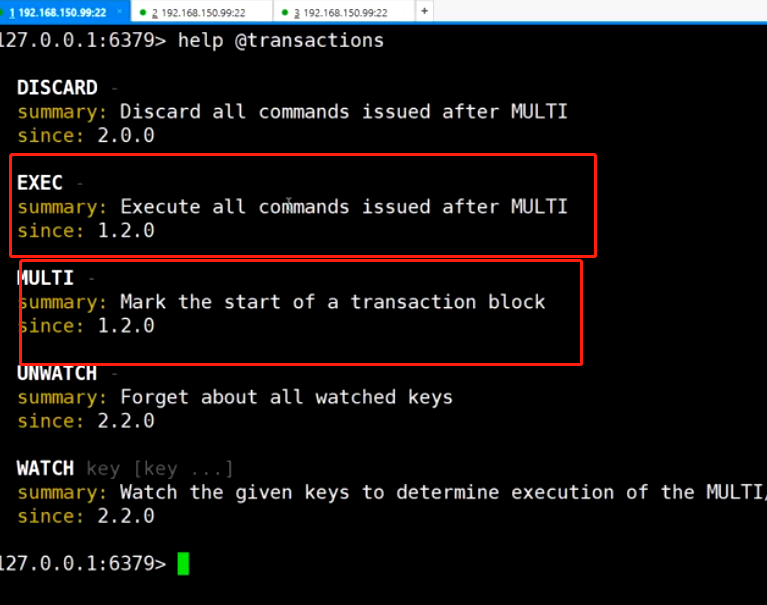 1 192.168.150.99:22 × 2 192.168.150.99:22 3 192.168.150.99:22 +
127.0.0.1:6379> help @transactions
DISCARD -
summary: Discard all commands issued after MULTI
since: 2.0.0
EXEC -
summary: Execute all commands issued after MULTI
since: 1.2.0
MULTI -
summary: Mark the start of a transaction block
since: 1.2.0
UNWATCH -
summary: Forget about all watched keys
since: 2.2.0
WATCH key [key ...]
summary: Watch the given keys to determine execution of the MULTI/
since: 2.2.0
127.0.0.1:6379>